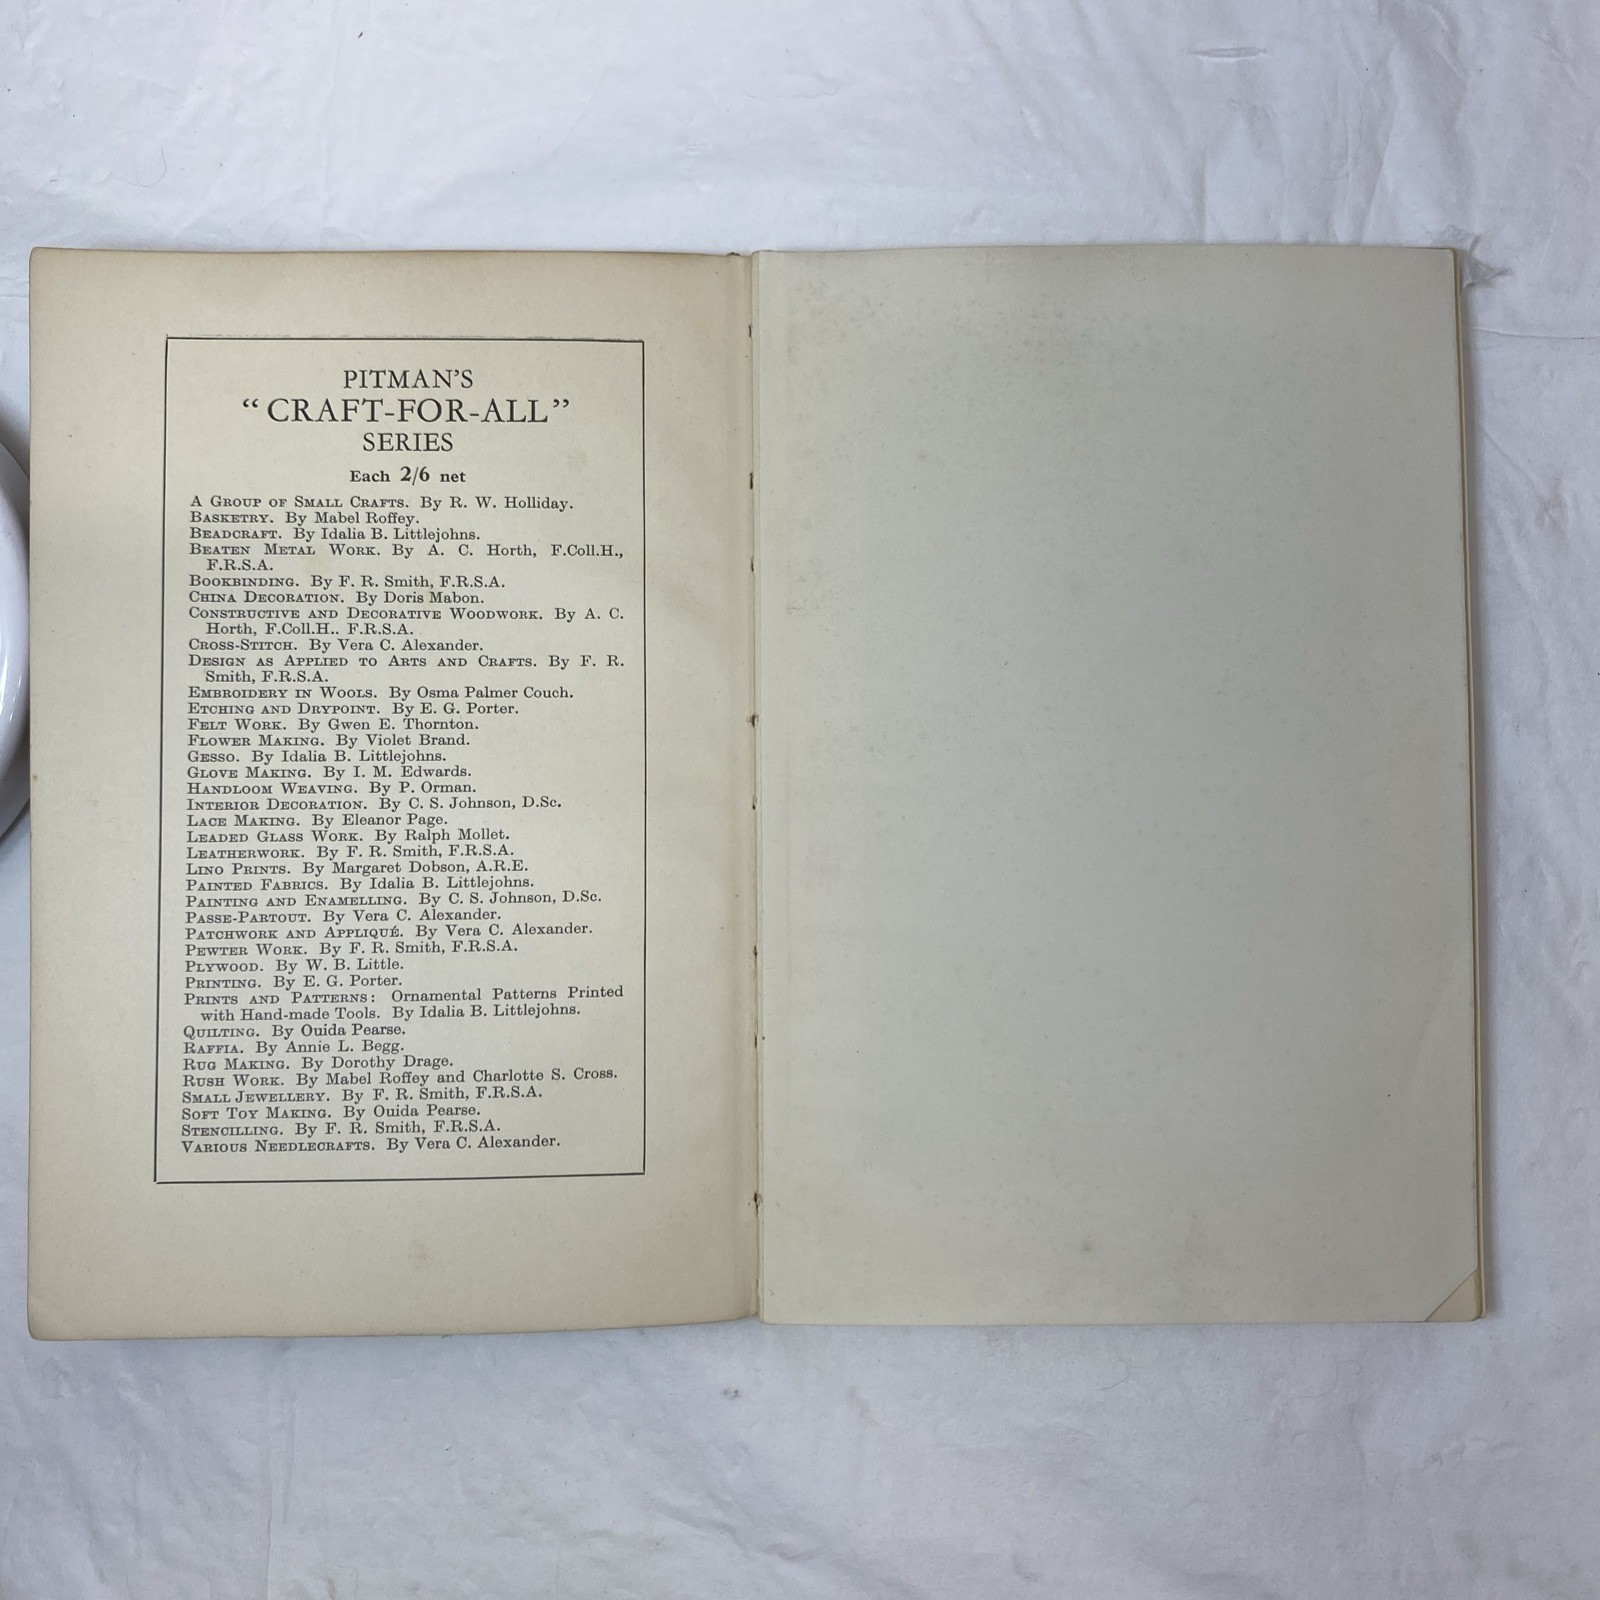 PITMAN'S
“CRAFT-FOR-ALL”
SERIES
Each 2/6 net
A Group of Small Crafts. By R. W. Holliday.
Basketry. By Mabel Roffey.
Beadcraft. By Idalia B. Littlejohns.
Beaten Metal Work. By A. C. Horth, F.Coll.H.,
F.R.S.A.
Bookbinding. By F. R. Smith, F.R.S.A.
China Decoration. By Doris Mabon.
Constructive and Decorative Woodwork. By A. C.
Horth, F.Coll.H.. F.R.S.A.
Cross-Stitch. By Vera C. Alexander.
Design as Applied to Arts and Crafts. By F. R.
Smith, F.R.S.A.
Embroidery in Wools. By Osma Palmer Couch.
Etching and Drypoint. By E. G. Porter.
Felt Work. By Gwen E. Thornton.
Flower Making. By Violet Brand.
Gesso. By Idalia B. Littlejohns.
Glove Making. By I. M. Edwards.
Handloom Weaving. By P. Orman.
Interior Decoration. By C. S. Johnson, D.Sc.
Lace Making. By Eleanor Page.
Leaded Glass Work. By Ralph Mollet.
Leatherwork. By F. R. Smith, F.R.S.A.
Lino Prints. By Margaret Dobson, A.R.E.
Painted Fabrics. By Idalia B. Littlejohns.
Painting and Enamelling. By C. S. Johnson, D.Sc.
Passe-Partout. By Vera C. Alexander.
Patchwork and Appliqué. By Vera C. Alexander.
Pewter Work. By F. R. Smith, F.R.S.A.
Plywood. By W. B. Little.
Printing. By E. G. Porter.
Prints and Patterns: Ornamental Patterns Printed
with Hand-made Tools. By Idalia B. Littlejohns.
Quilting. By Ouida Pearse.
Raffia. By Annie L. Begg.
Rug Making. By Dorothy Drage.
Rush Work. By Mabel Roffey and Charlotte S. Cross.
Small Jewellery. By F. R. Smith, F.R.S.A.
Soft Toy Making. By Ouida Pearse.
Stencilling. By F. R. Smith, F.R.S.A.
Various Needlecrafts. By Vera C. Alexander.